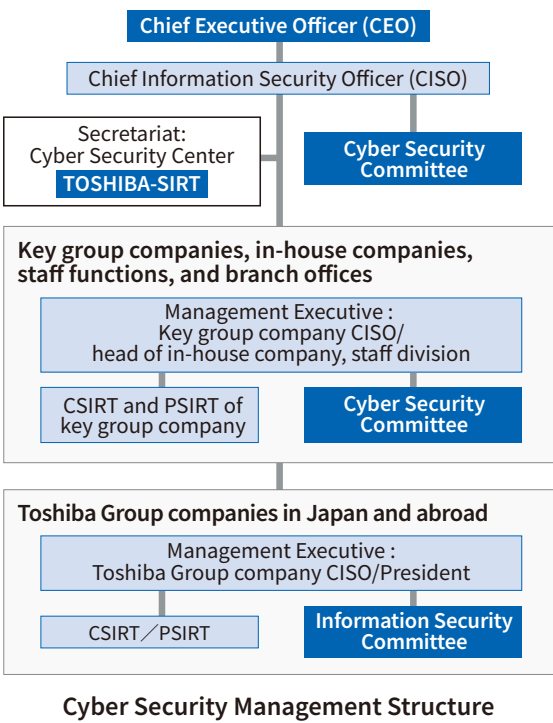 Chief Executive Officer (CEO)
Chief Information Security Officer (CISO)
Secretariat:
Cyber Security Center
TOSHIBA-SIRT
Cyber Security
Committee
Key group companies, in-house companies,
staff functions, and branch offices
Management Executive :
Key group company CISO/
head of in-house company, staff division
CSIRT and PSIRT of
key group company
Cyber Security
Committee
Toshiba Group companies in Japan and abroad
Management Executive :
Toshiba Group company CISO/President
CSIRT／PSIRT
Information Security
Committee
Cyber Security Management Structure